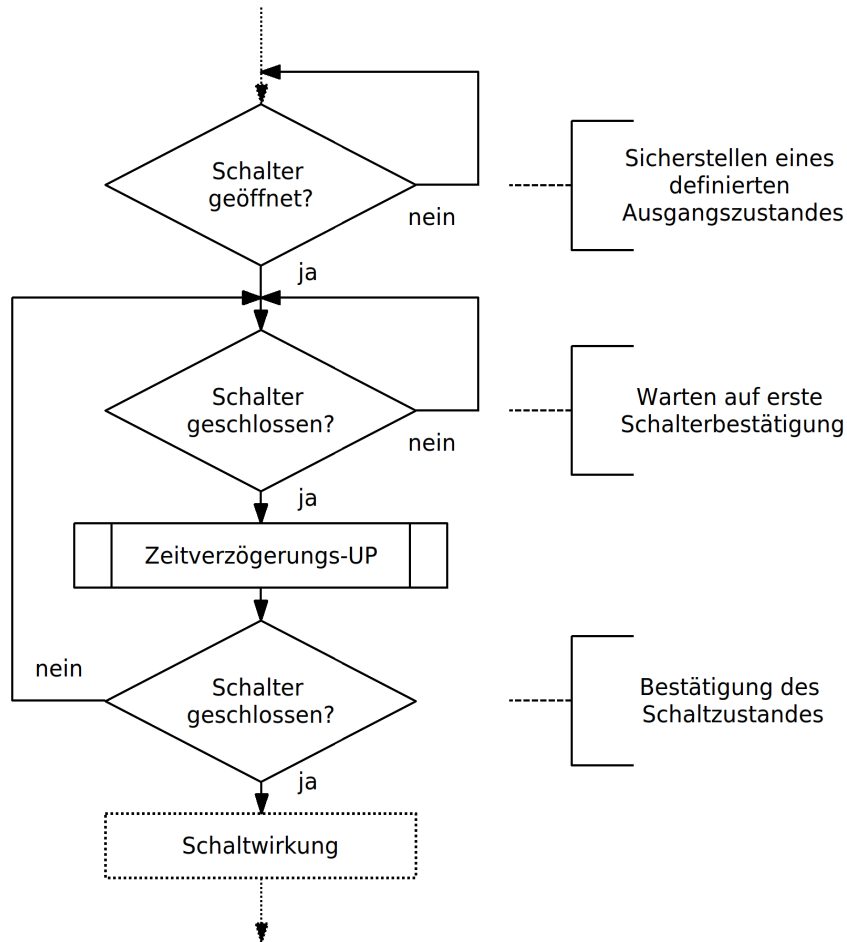 Schalter
geöffnet?
nein
ja
Sicherstellen eines
definierten
Ausgangszustandes
Schalter
geschlossen?
nein
ja
Warten auf erste
Schalterbestätigung
Zeitverzögerungs-UP
nein
Schalter
geschlossen?
ja
Bestätigung des
Schaltzustandes
Schaltwirkung